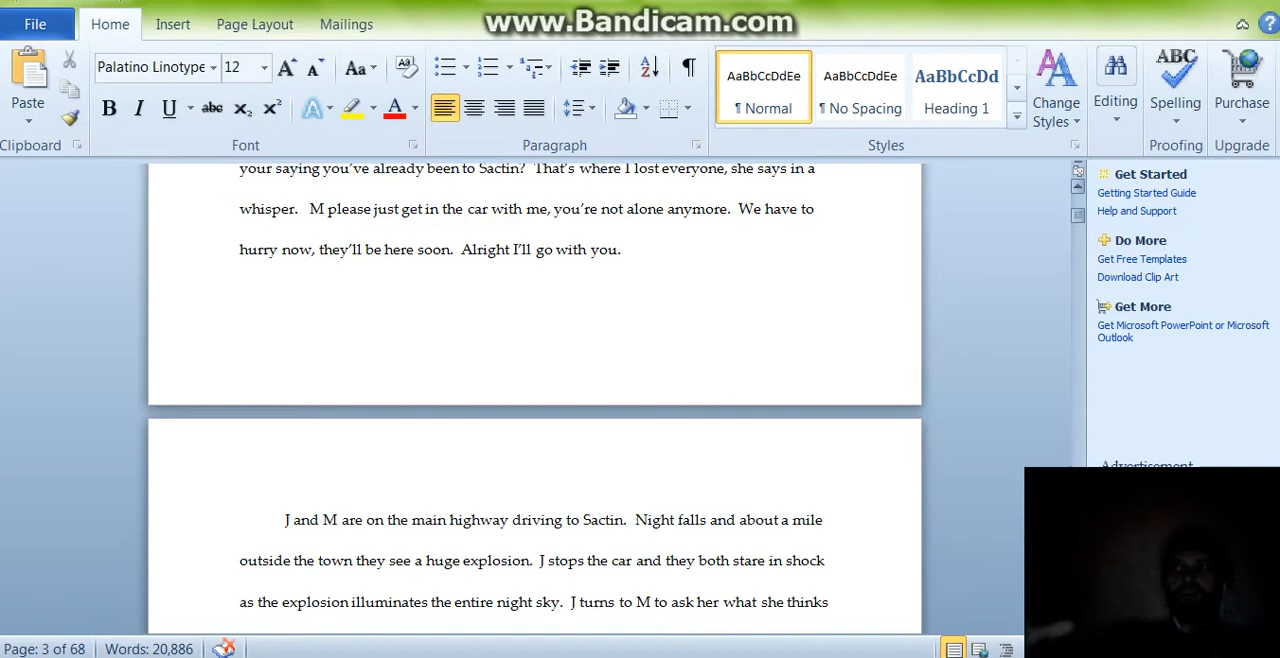 www.Bandicam.com
File Home Insert Page Layout Mailings
Palatino Linotype 12 Aa Aa
AaBbCcDdEe AaBbCcDdEe AaBbCcDd
¶ Normal ¶ No Spacing Heading 1
Paste B I U abc X₂ X² A A
A Z ¶
Change Styles Editing ABC Spelling Purchase
Clipboard Font Paragraph Styles Proofing Upgrade
your saying you’ve already been to Sactin?  That’s where I lost everyone, she says in a
whisper.   M please just get in the car with me, you’re not alone anymore.  We have to
hurry now, they’ll be here soon.  Alright I’ll go with you.
J and M are on the main highway driving to Sactin.  Night falls and about a mile
outside the town they see a huge explosion.  J stops the car and they both stare in shock
as the explosion illuminates the entire night sky.  J turns to M to ask her what she thinks
Get Started
Getting Started Guide
Help and Support
Do More
Get Free Templates
Download Clip Art
Get More
Get Microsoft PowerPoint or Microsoft
Outlook
Advertisement
Page: 3 of 68 Words: 20,886